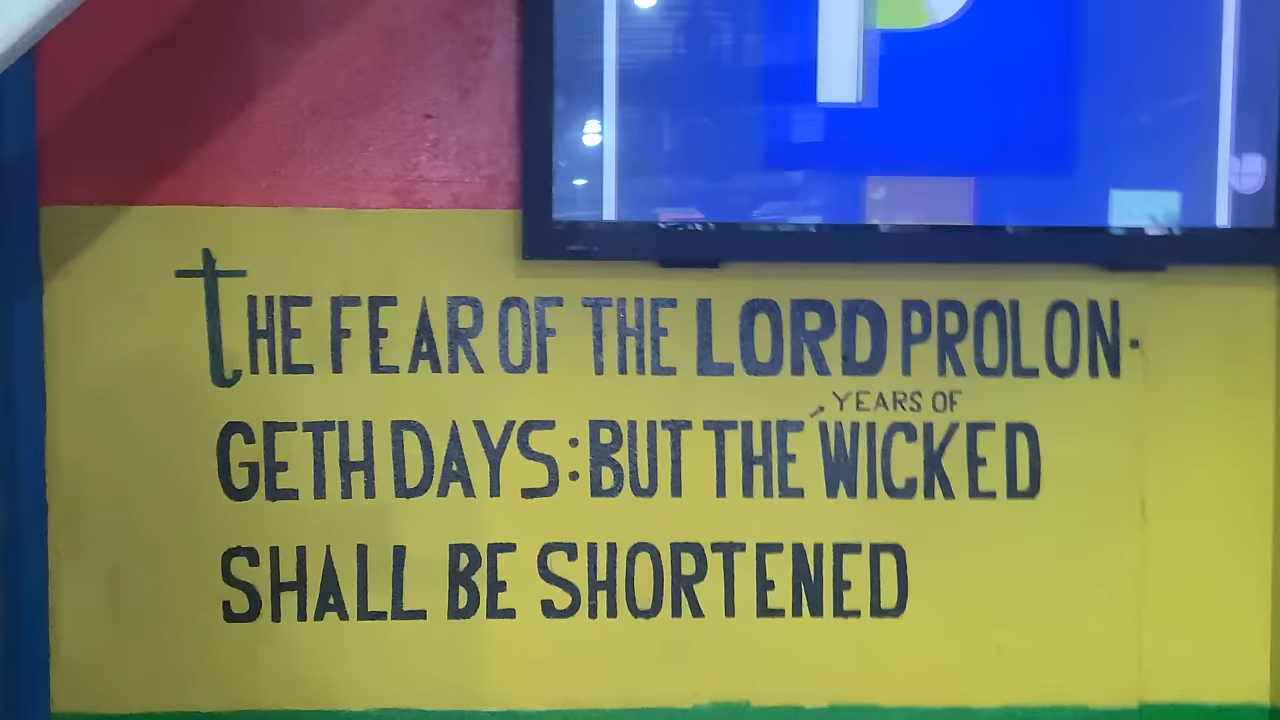 tHE FEAR OF THE LORD PROLON-
YEARS OF
GETH DAYS: BUT THE WICKED
SHALL BE SHORTENED